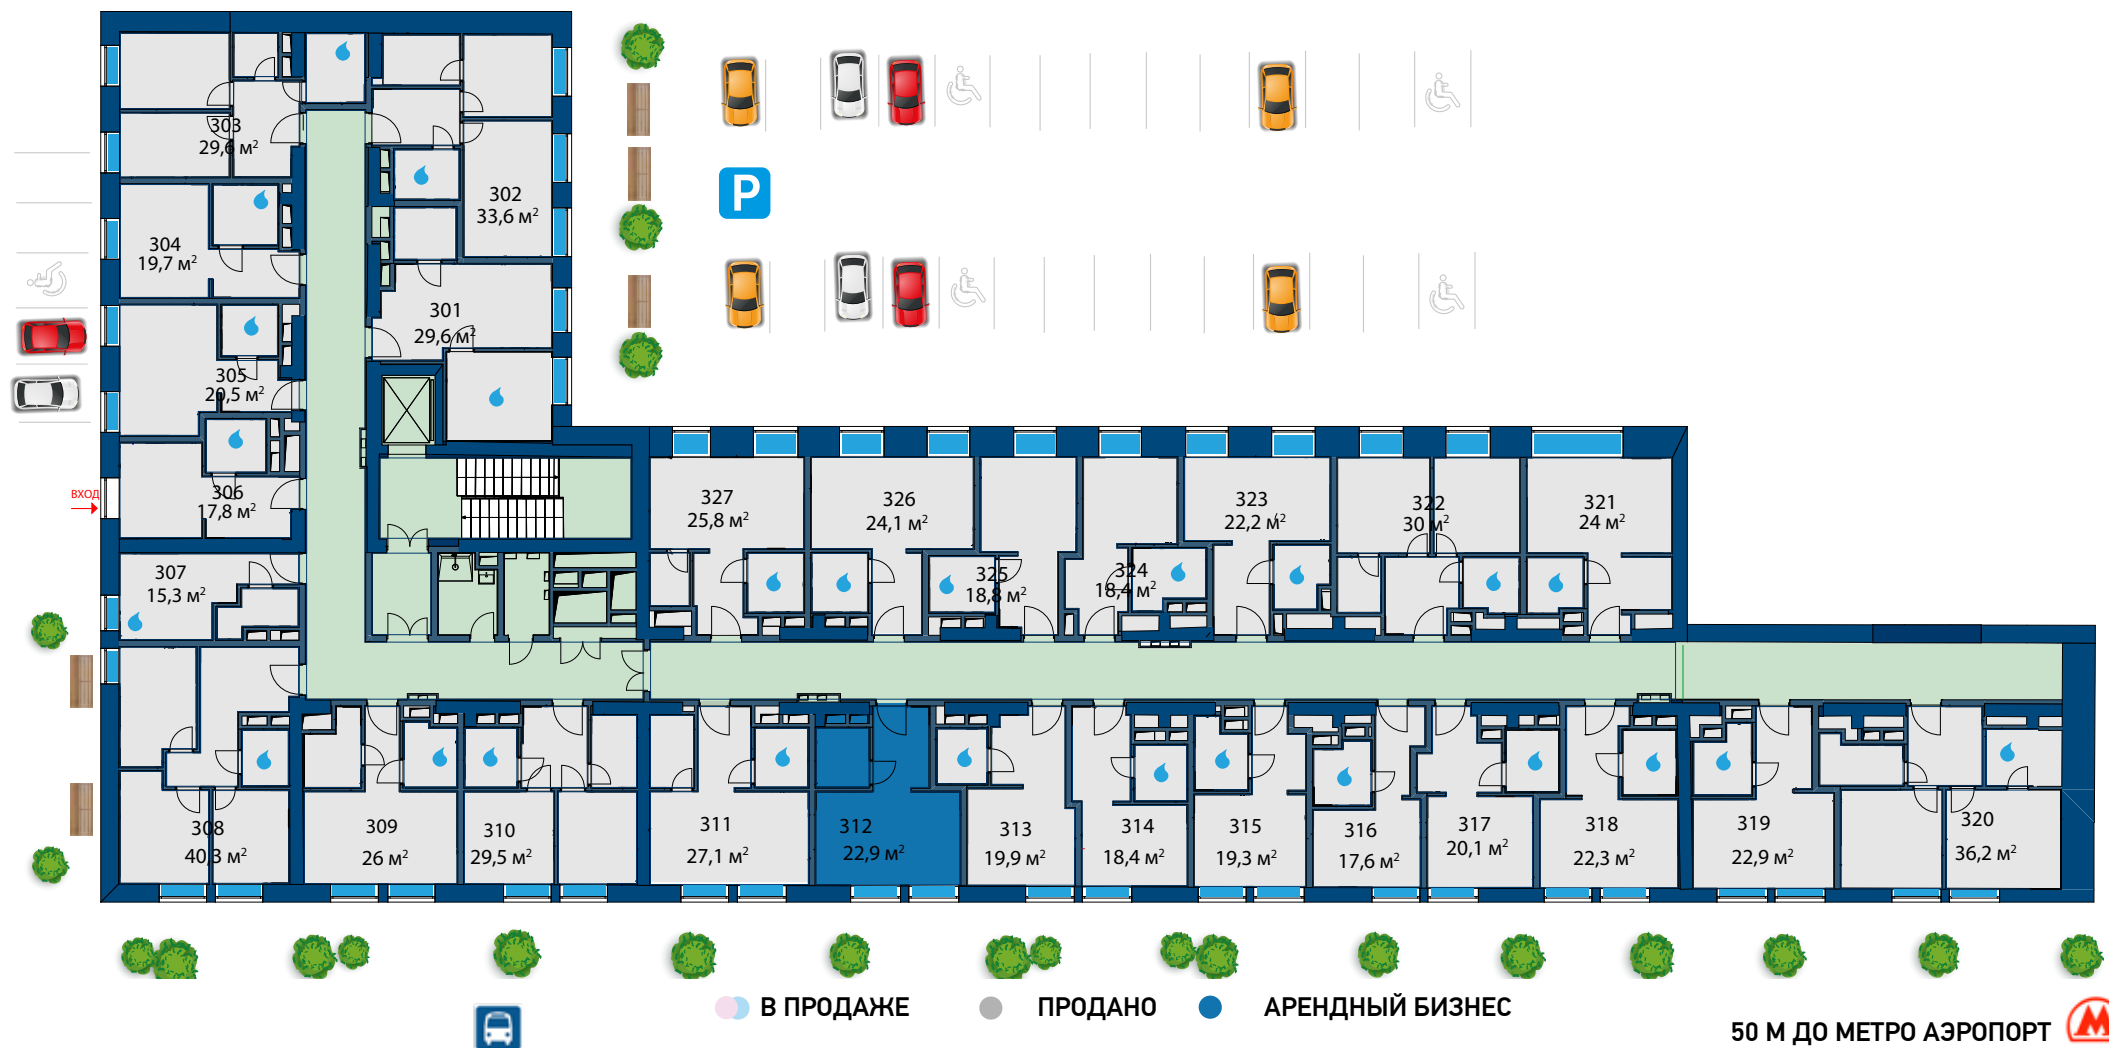 303
29,6 м²
302
33,6 м²
P
304
19,7 м²
301
29,6 м²
305
20,5 м²
ВХОД
306
17,8 м²
307
15,3 м²
327
25,8 м²
326
24,1 м²
325
18,8 м²
324
18,4 м²
323
22,2 м²
322
30 м²
321
24 м²
308
40,3 м²
309
26 м²
310
29,5 м²
311
27,1 м²
312
22,9 м²
313
19,9 м²
314
18,4 м²
315
19,3 м²
316
17,6 м²
317
20,1 м²
318
22,3 м²
319
22,9 м²
320
36,2 м²
В ПРОДАЖЕ
ПРОДАНО
АРЕНДНЫЙ БИЗНЕС
50 М ДО МЕТРО АЭРОПОРТ
М